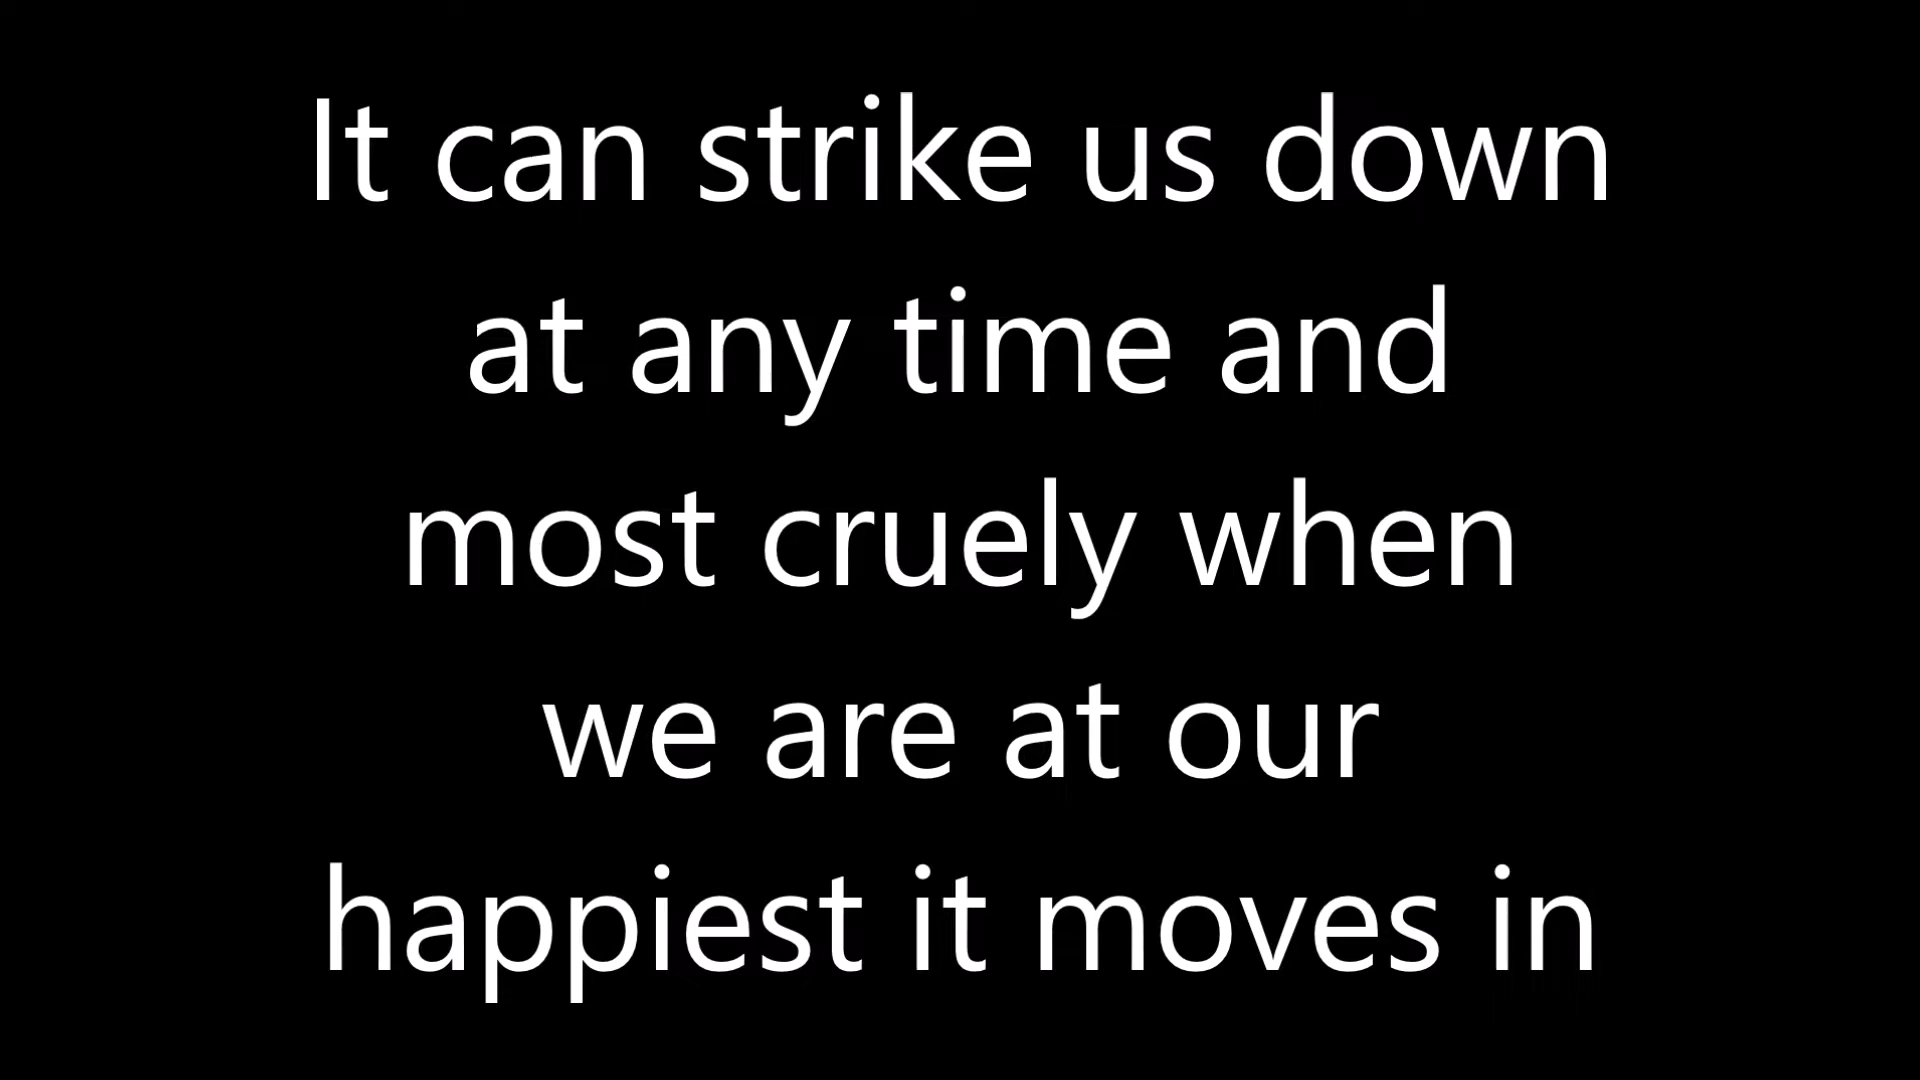 It can strike us down
at any time and
most cruely when
we are at our
happiest it moves in